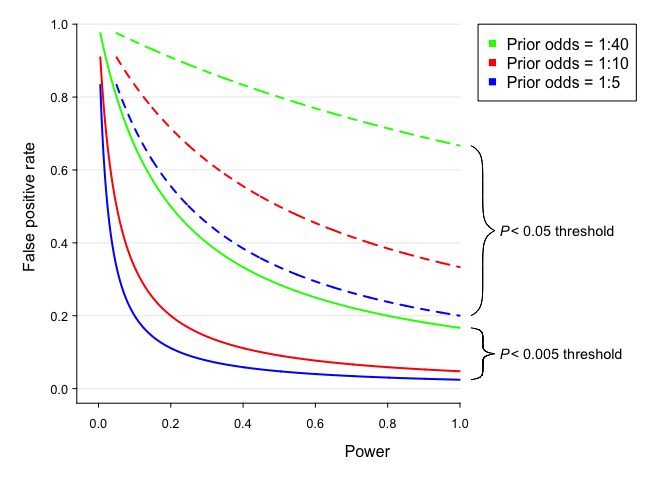 1.0
0.8
0.6
0.4
0.2
0.0
False positive rate
0.0 0.2 0.4 0.6 0.8 1.0
Power
Prior odds = 1:40
Prior odds = 1:10
Prior odds = 1:5
P< 0.05 threshold
P< 0.005 threshold